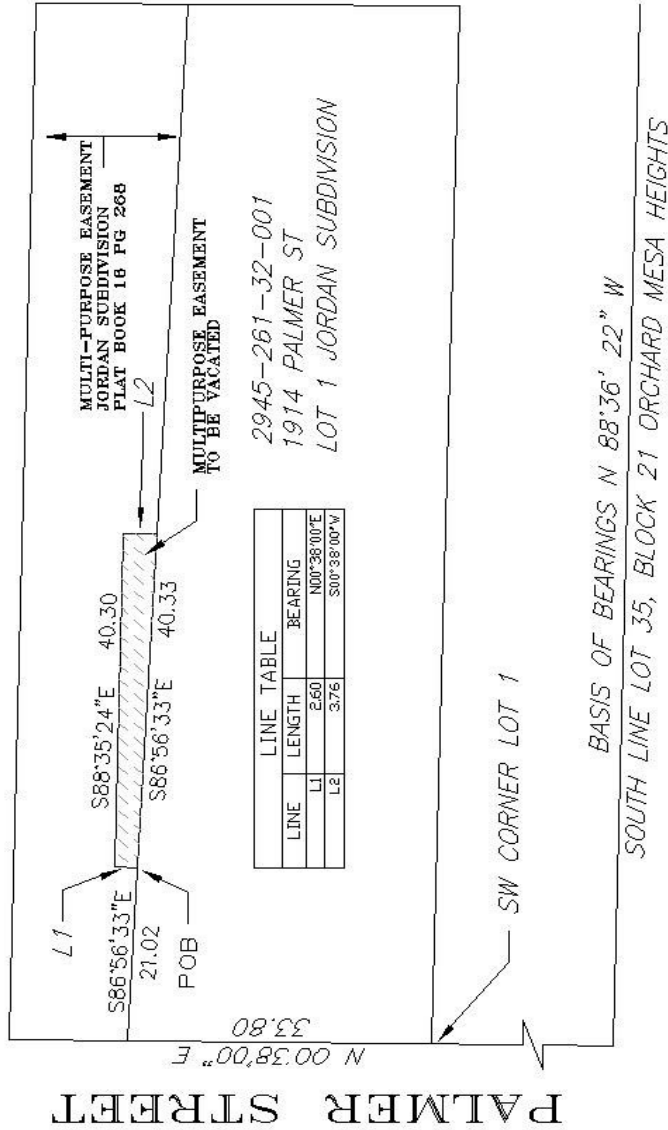 MULTI-PURPOSE EASEMENT
JORDAN SUBDIVISION
PLAT BOOK 16 PG 268
L2
MULTIPURPOSE EASEMENT
TO BE VACATED
L1
S88°35'24"E 40.30
S86°56'33"E 40.33
S86°56'33"E
21.02
POB
2945-261-32-001
1914 PALMER ST
LOT 1 JORDAN SUBDIVISION
LINE TABLE
LINE LENGTH BEARING
L1 2.60 N00°38'00"E
L2 3.76 S00°38'00"W
N 00°38'00" E
33.80
SW CORNER LOT 1
PALMER STREET
BASIS OF BEARINGS N 88°36' 22" W
SOUTH LINE LOT 35, BLOCK 21 ORCHARD MESA HEIGHTS